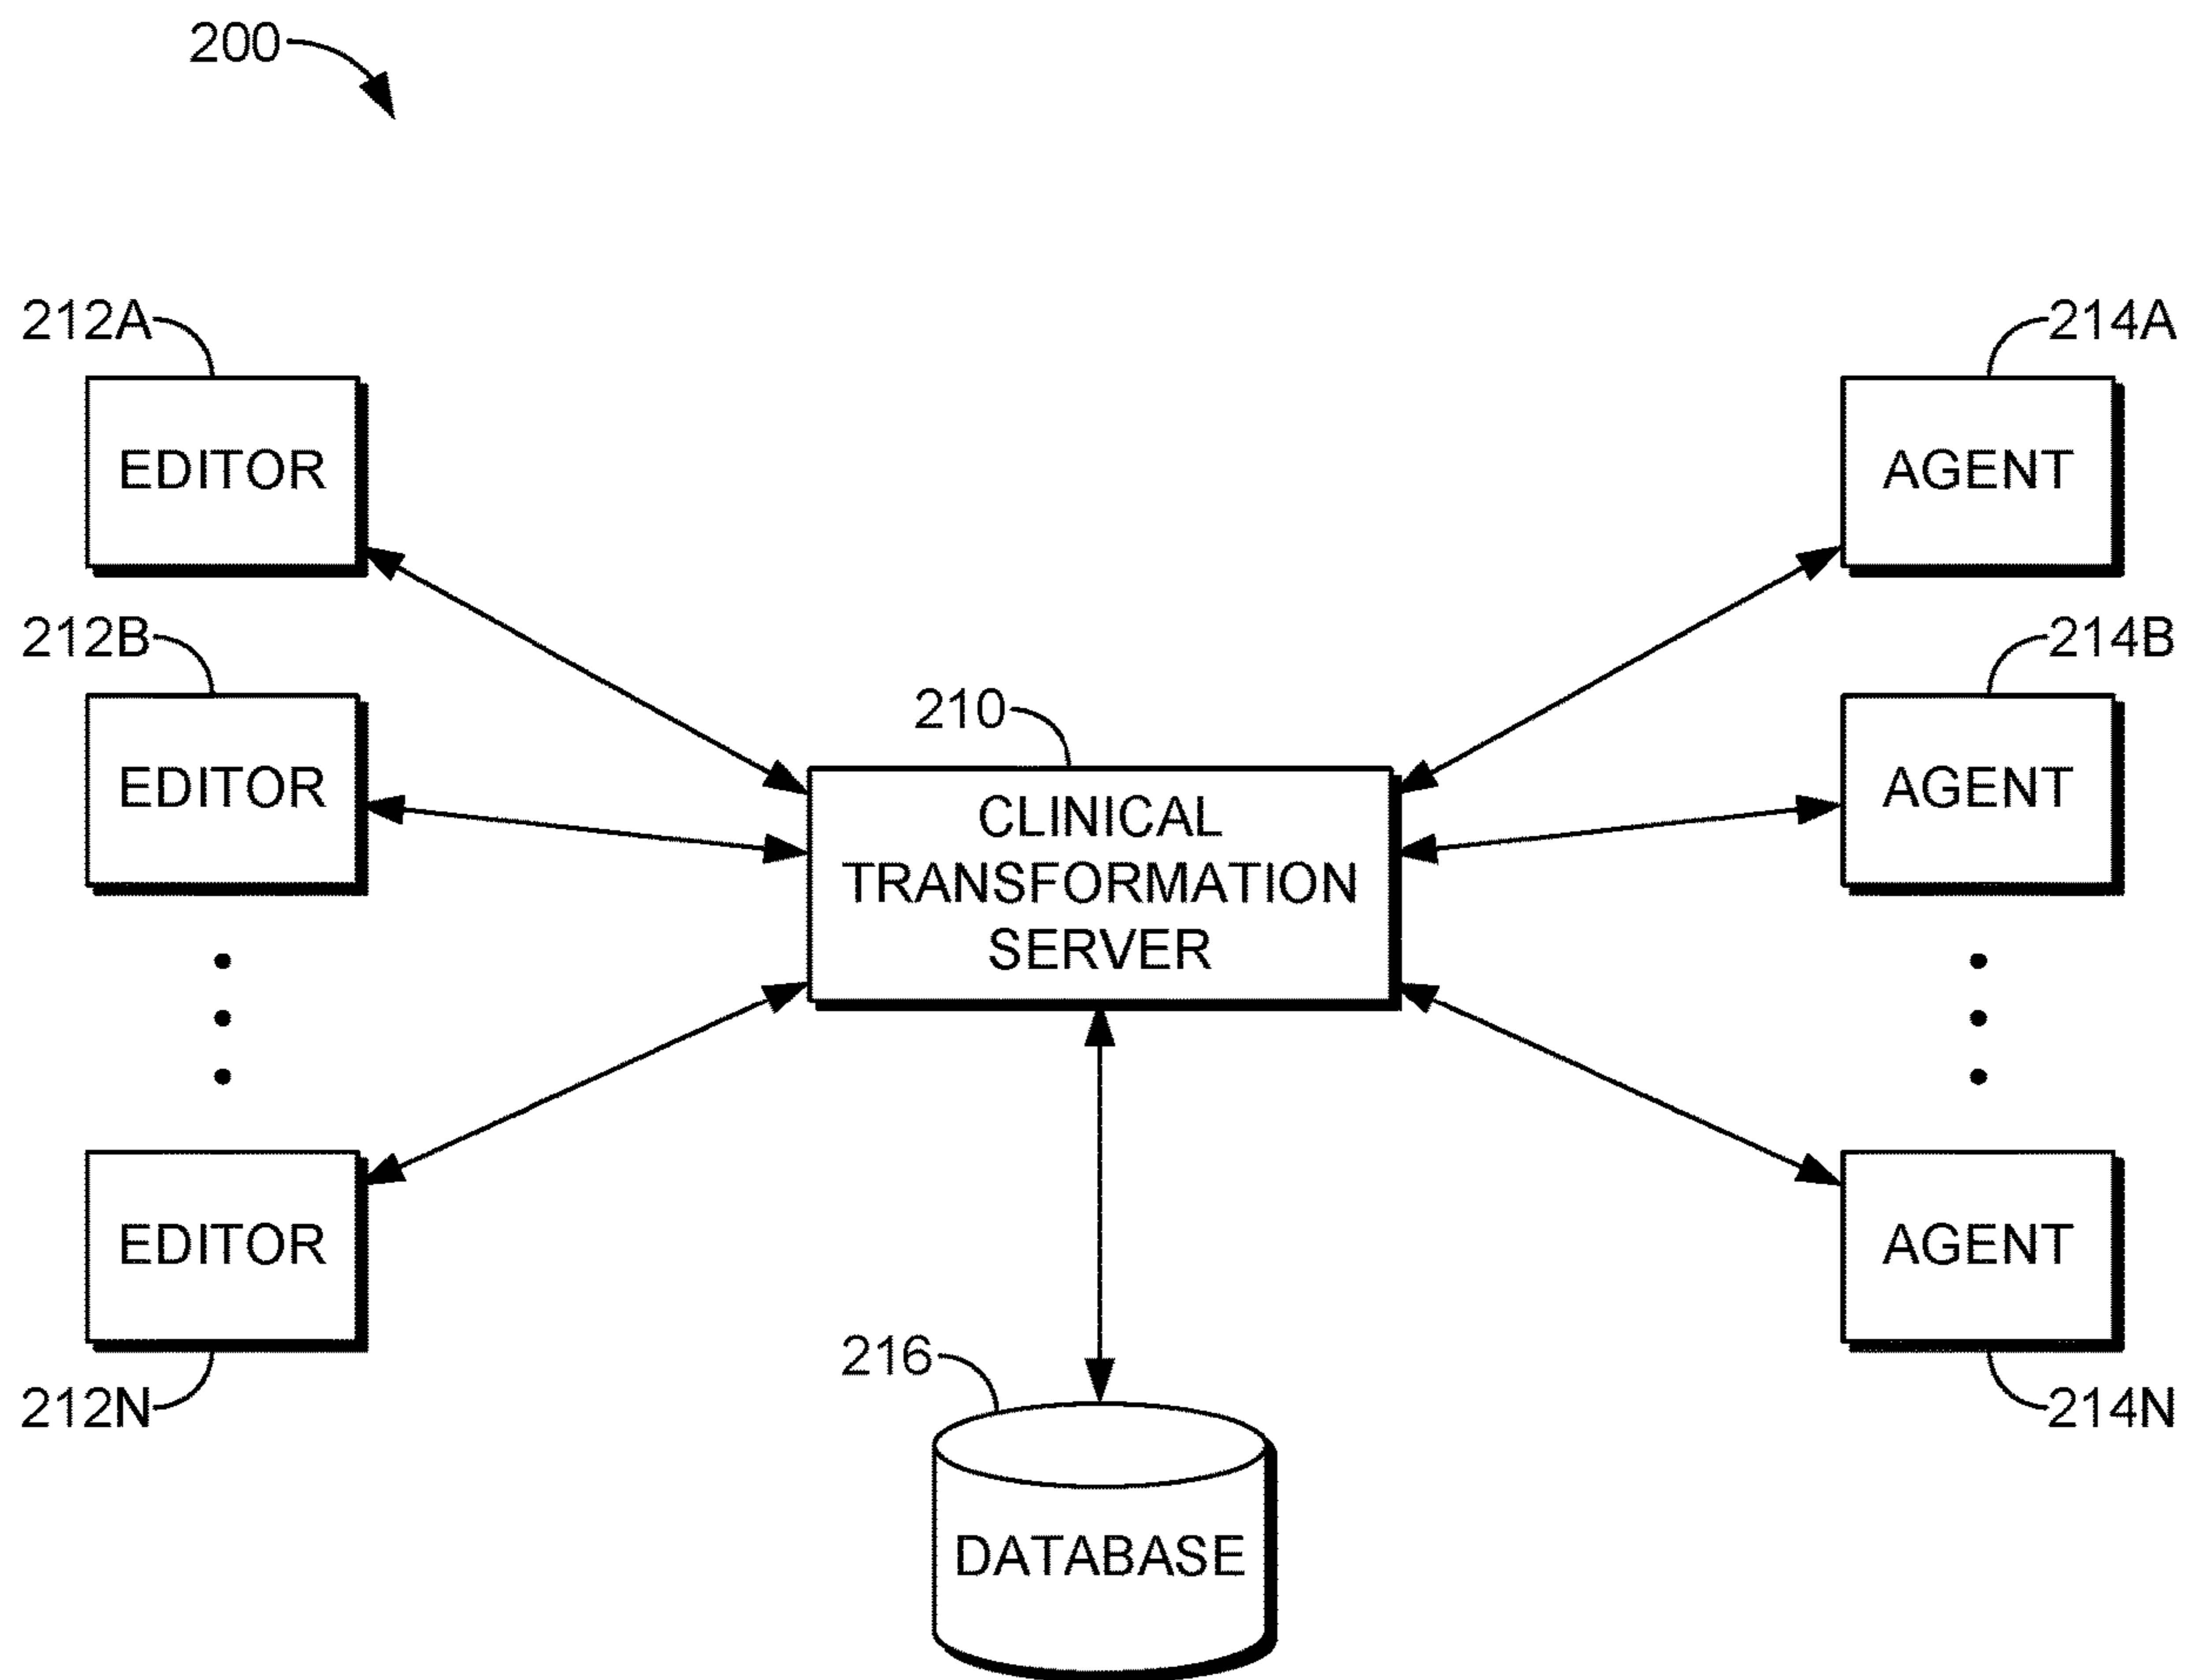 200
212A
214A
EDITOR
AGENT
212B
214B
210
EDITOR
AGENT
CLINICAL
TRANSFORMATION
SERVER
EDITOR
AGENT
216
212N
214N
DATABASE